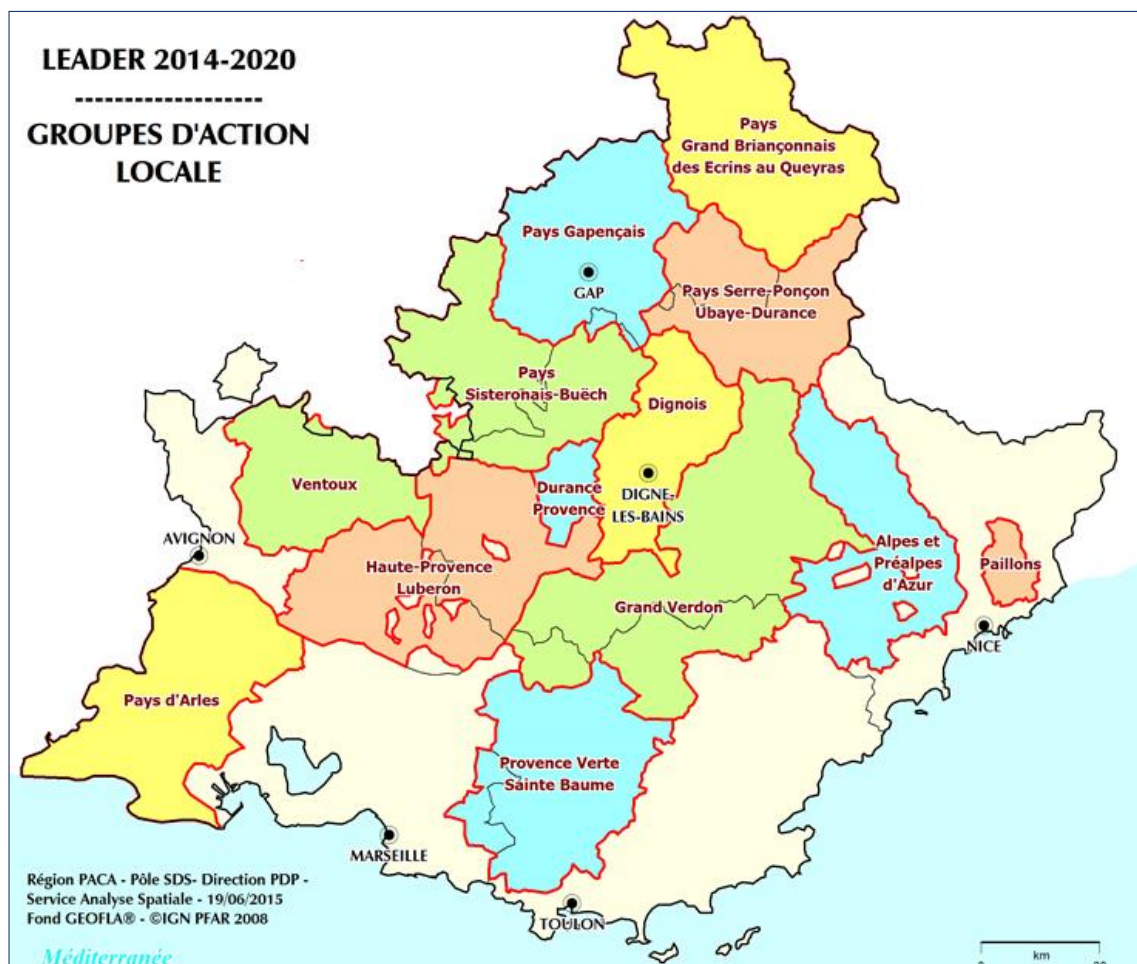 LEADER 2014-2020
-------------------
GROUPES D'ACTION
LOCALE
Pays
Grand Briançonnais
des Ecrins au Queyras
Pays Gapençais
GAP
Pays Serre-Ponçon
Ubaye-Durance
Pays
Sisteronais-Buëch
Dignois
Ventoux
Durance
Provence
DIGNE-
LES-BAINS
AVIGNON
Haute-Provence
Luberon
Alpes et
Préalpes
d'Azur
Paillons
Grand Verdon
NICE
Pays d'Arles
Provence Verte
Sainte Baume
MARSEILLE
TOULON
Région PACA - Pôle SDS- Direction PDP -
Service Analyse Spatiale - 19/06/2015
Fond GEOFLA® - ©IGN PFAR 2008
Méditerranée
km